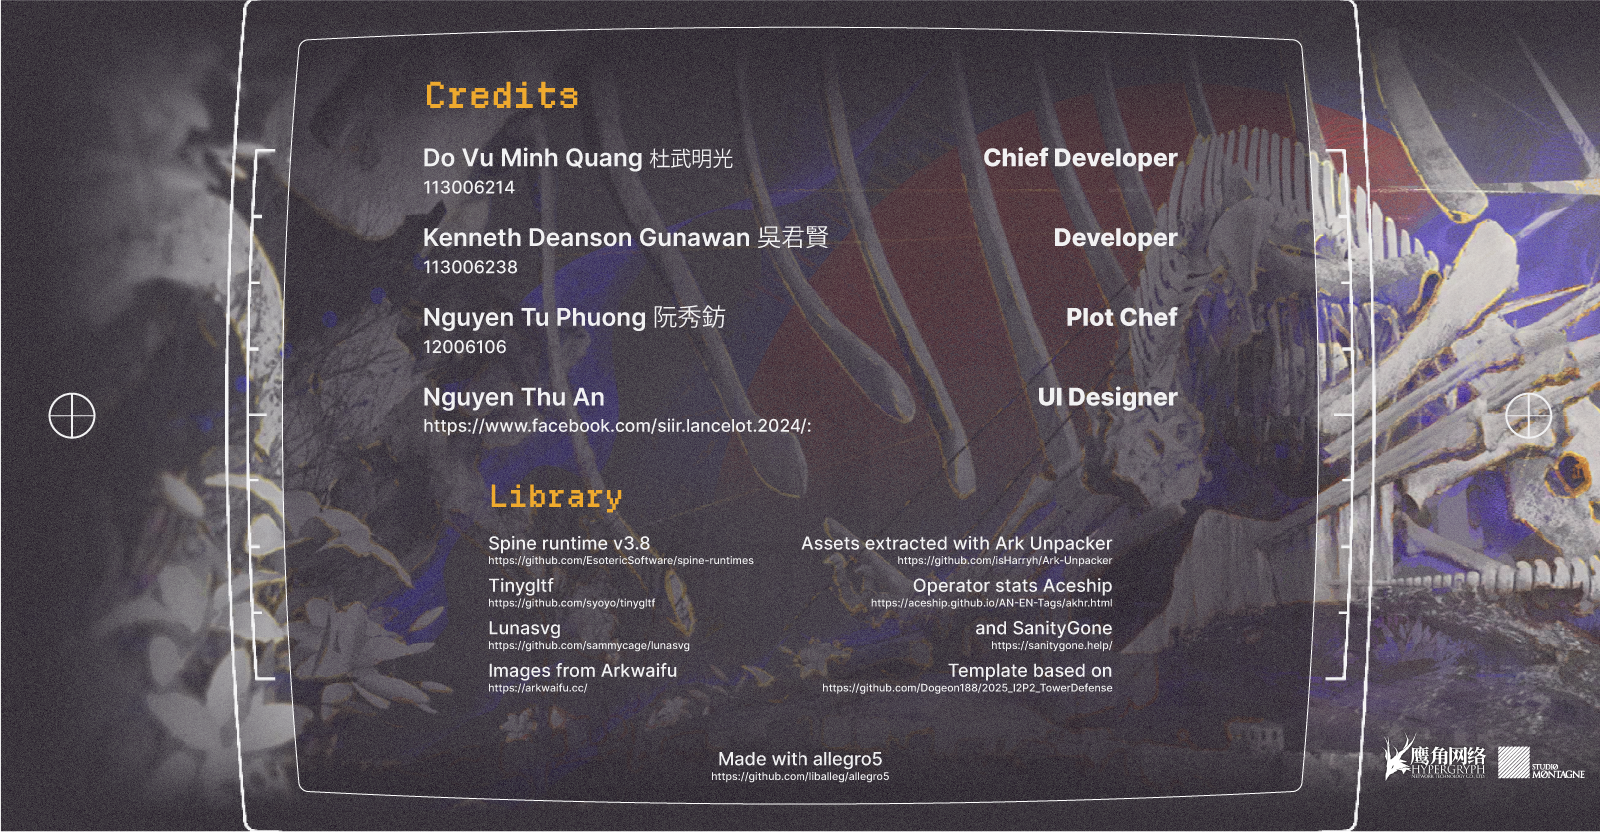 Credits
Do Vu Minh Quang 杜武明光
Chief Developer
113006214
Kenneth Deanson Gunawan 吳君賢
Developer
113006238
Nguyen Tu Phuong 阮秀鈁
Plot Chef
12006106
Nguyen Thu An
UI Designer
https://www.facebook.com/siir.lancelot.2024/:
Library
Spine runtime v3.8
https://github.com/EsotericSoftware/spine-runtimes
Tinygltf
https://github.com/syoyo/tinygltf
Lunasvg
https://github.com/sammycage/lunasvg
Images from Arkwaifu
https://arkwaifu.cc/
Assets extracted with Ark Unpacker
https://github.com/isHarryh/Ark-Unpacker
Operator stats Aceship
https://aceship.github.io/AN-EN-Tags/akhr.html
and SanityGone
https://sanitygone.help/
Template based on
https://github.com/Dogeon188/2025_I2P2_TowerDefense
Made with allegro5
https://github.com/liballeg/allegro5
鹰角网络
HYPERGRYPH
NETWORK TECHNOLOGY CO., LTD.
STUDIO
MØNTAGNE